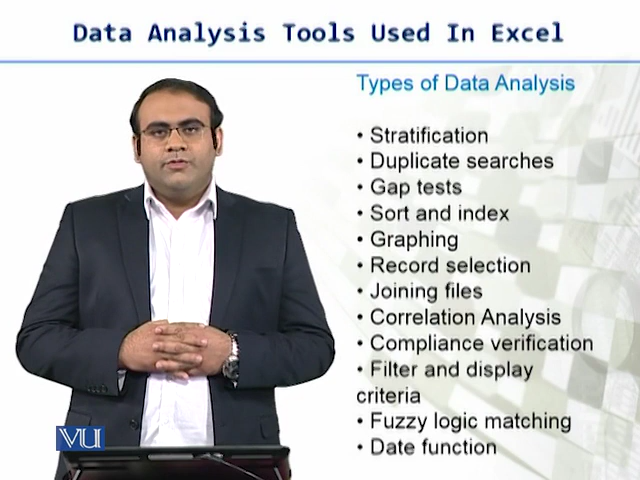 Data Analysis Tools Used In Excel
Types of Data Analysis
• Stratification
• Duplicate searches
• Gap tests
• Sort and index
• Graphing
• Record selection
• Joining files
• Correlation Analysis
• Compliance verification
• Filter and display
criteria
• Fuzzy logic matching
• Date function
VU